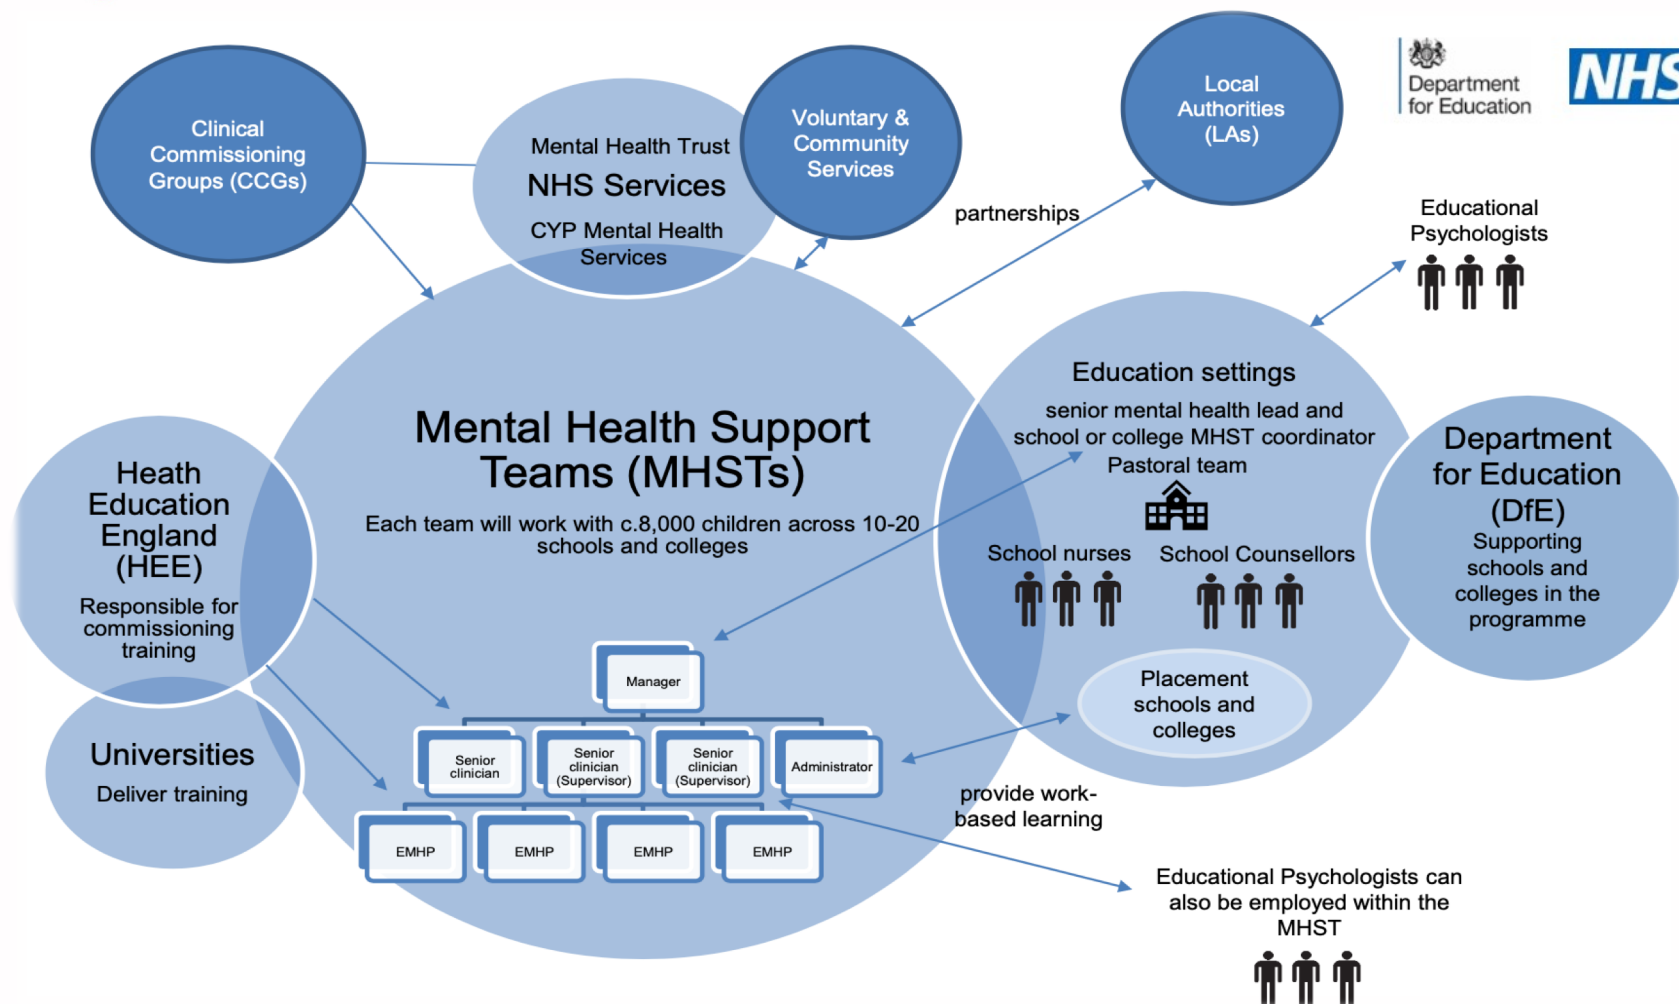 Clinical
Commissioning
Groups (CCGs)
Mental Health Trust
NHS Services
CYP Mental Health
Services
Voluntary &
Community
Services
Local
Authorities
(LAs)
Department
for Education
NHS
partnerships
Educational
Psychologists
Mental Health Support
Teams (MHSTs)
Each team will work with c.8,000 children across 10-20
schools and colleges
Education settings
senior mental health lead and
school or college MHST coordinator
Pastoral team
School nurses
School Counsellors
Placement
schools and
colleges
Department
for Education
(DfE)
Supporting
schools and
colleges in the
programme
Heath
Education
England
(HEE)
Responsible for
commissioning
training
Universities
Deliver training
Manager
Senior
clinician
Senior
clinician
(Supervisor)
Senior
clinician
(Supervisor)
Administrator
EMHP
EMHP
EMHP
EMHP
provide work-
based learning
Educational Psychologists can
also be employed within the
MHST